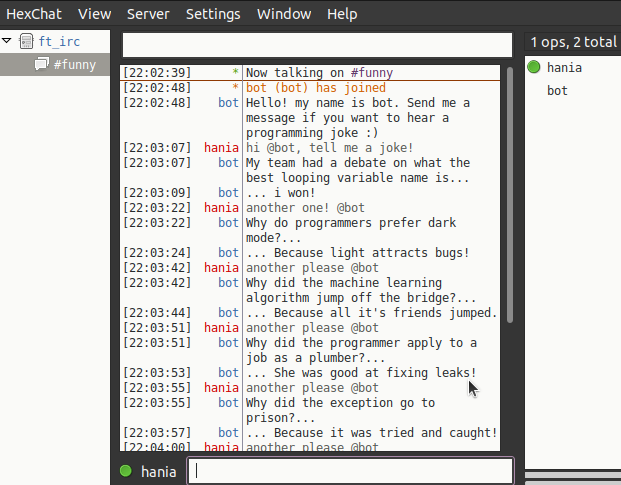 HexChat View Server Settings Window Help
ft_irc
#funny
1 ops, 2 total
hania
bot
[22:02:39] * Now talking on #funny
[22:02:48] * bot (bot) has joined
[22:02:48] bot Hello! my name is bot. Send me a
message if you want to hear a
programming joke :)
[22:03:07] hania hi @bot, tell me a joke!
[22:03:07] bot My team had a debate on what the
best looping variable name is...
[22:03:09] bot ... i won!
[22:03:22] hania another one! @bot
[22:03:22] bot Why do programmers prefer dark
mode?...
[22:03:24] bot ... Because light attracts bugs!
[22:03:42] hania another please @bot
[22:03:42] bot Why did the machine learning
algorithm jump off the bridge?...
[22:03:44] bot ... Because all it's friends jumped.
[22:03:51] hania another please @bot
[22:03:51] bot Why did the programmer apply to a
job as a plumber?...
[22:03:53] bot ... She was good at fixing leaks!
[22:03:55] hania another please @bot
[22:03:55] bot Why did the exception go to
prison?...
[22:03:57] bot ... Because it was tried and caught!
[22:04:00] hania another please @bot
hania